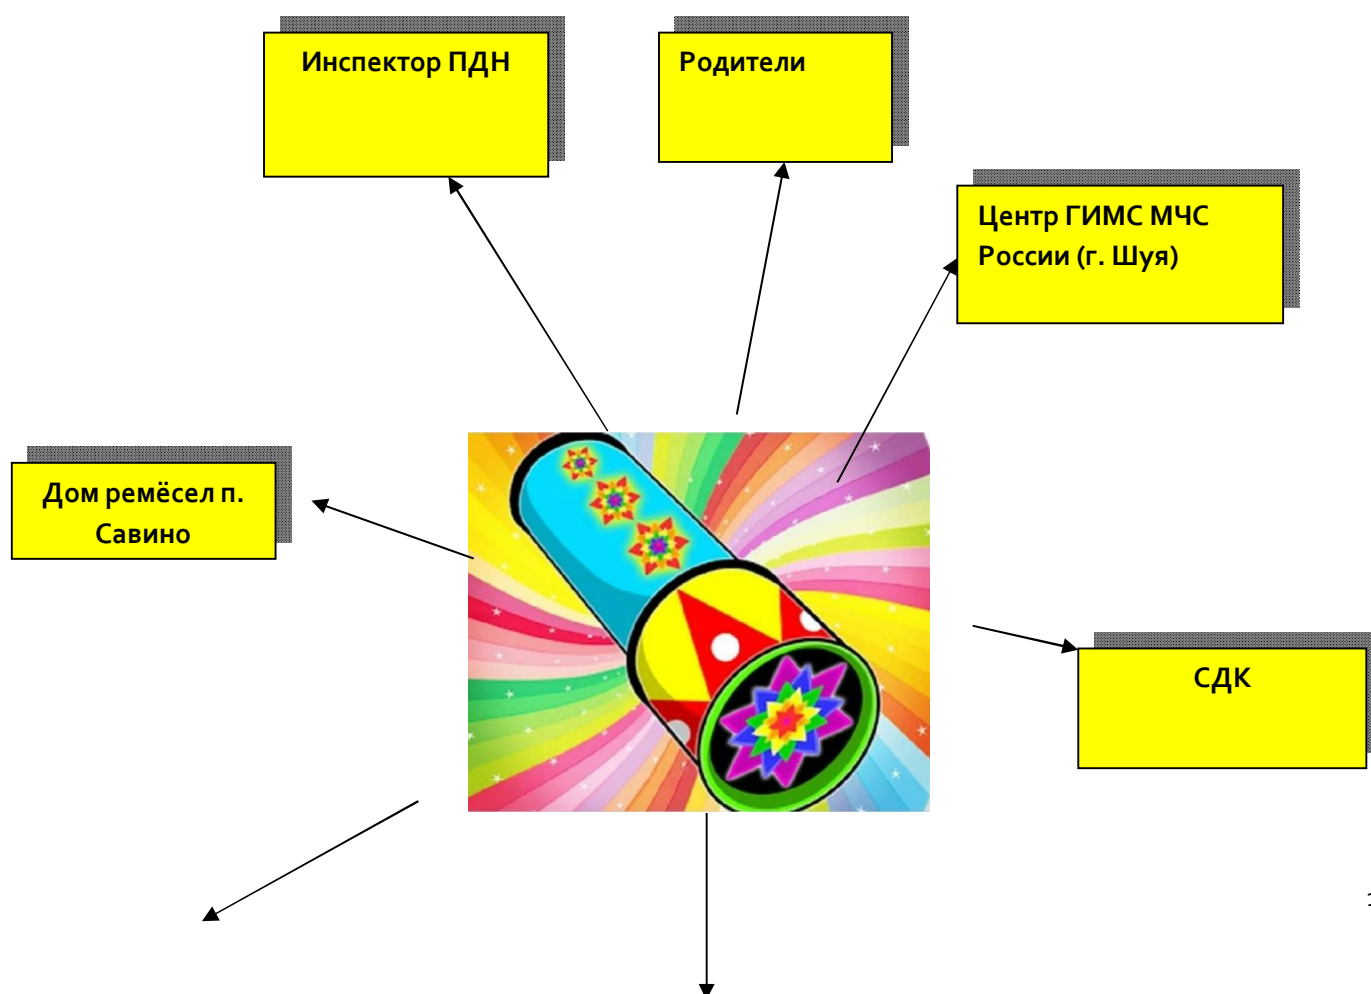 Инспектор ПДН
Родители
Центр ГИМС МЧС
России (г. Шуя)
Дом ремёсел п.
Савино
СДК